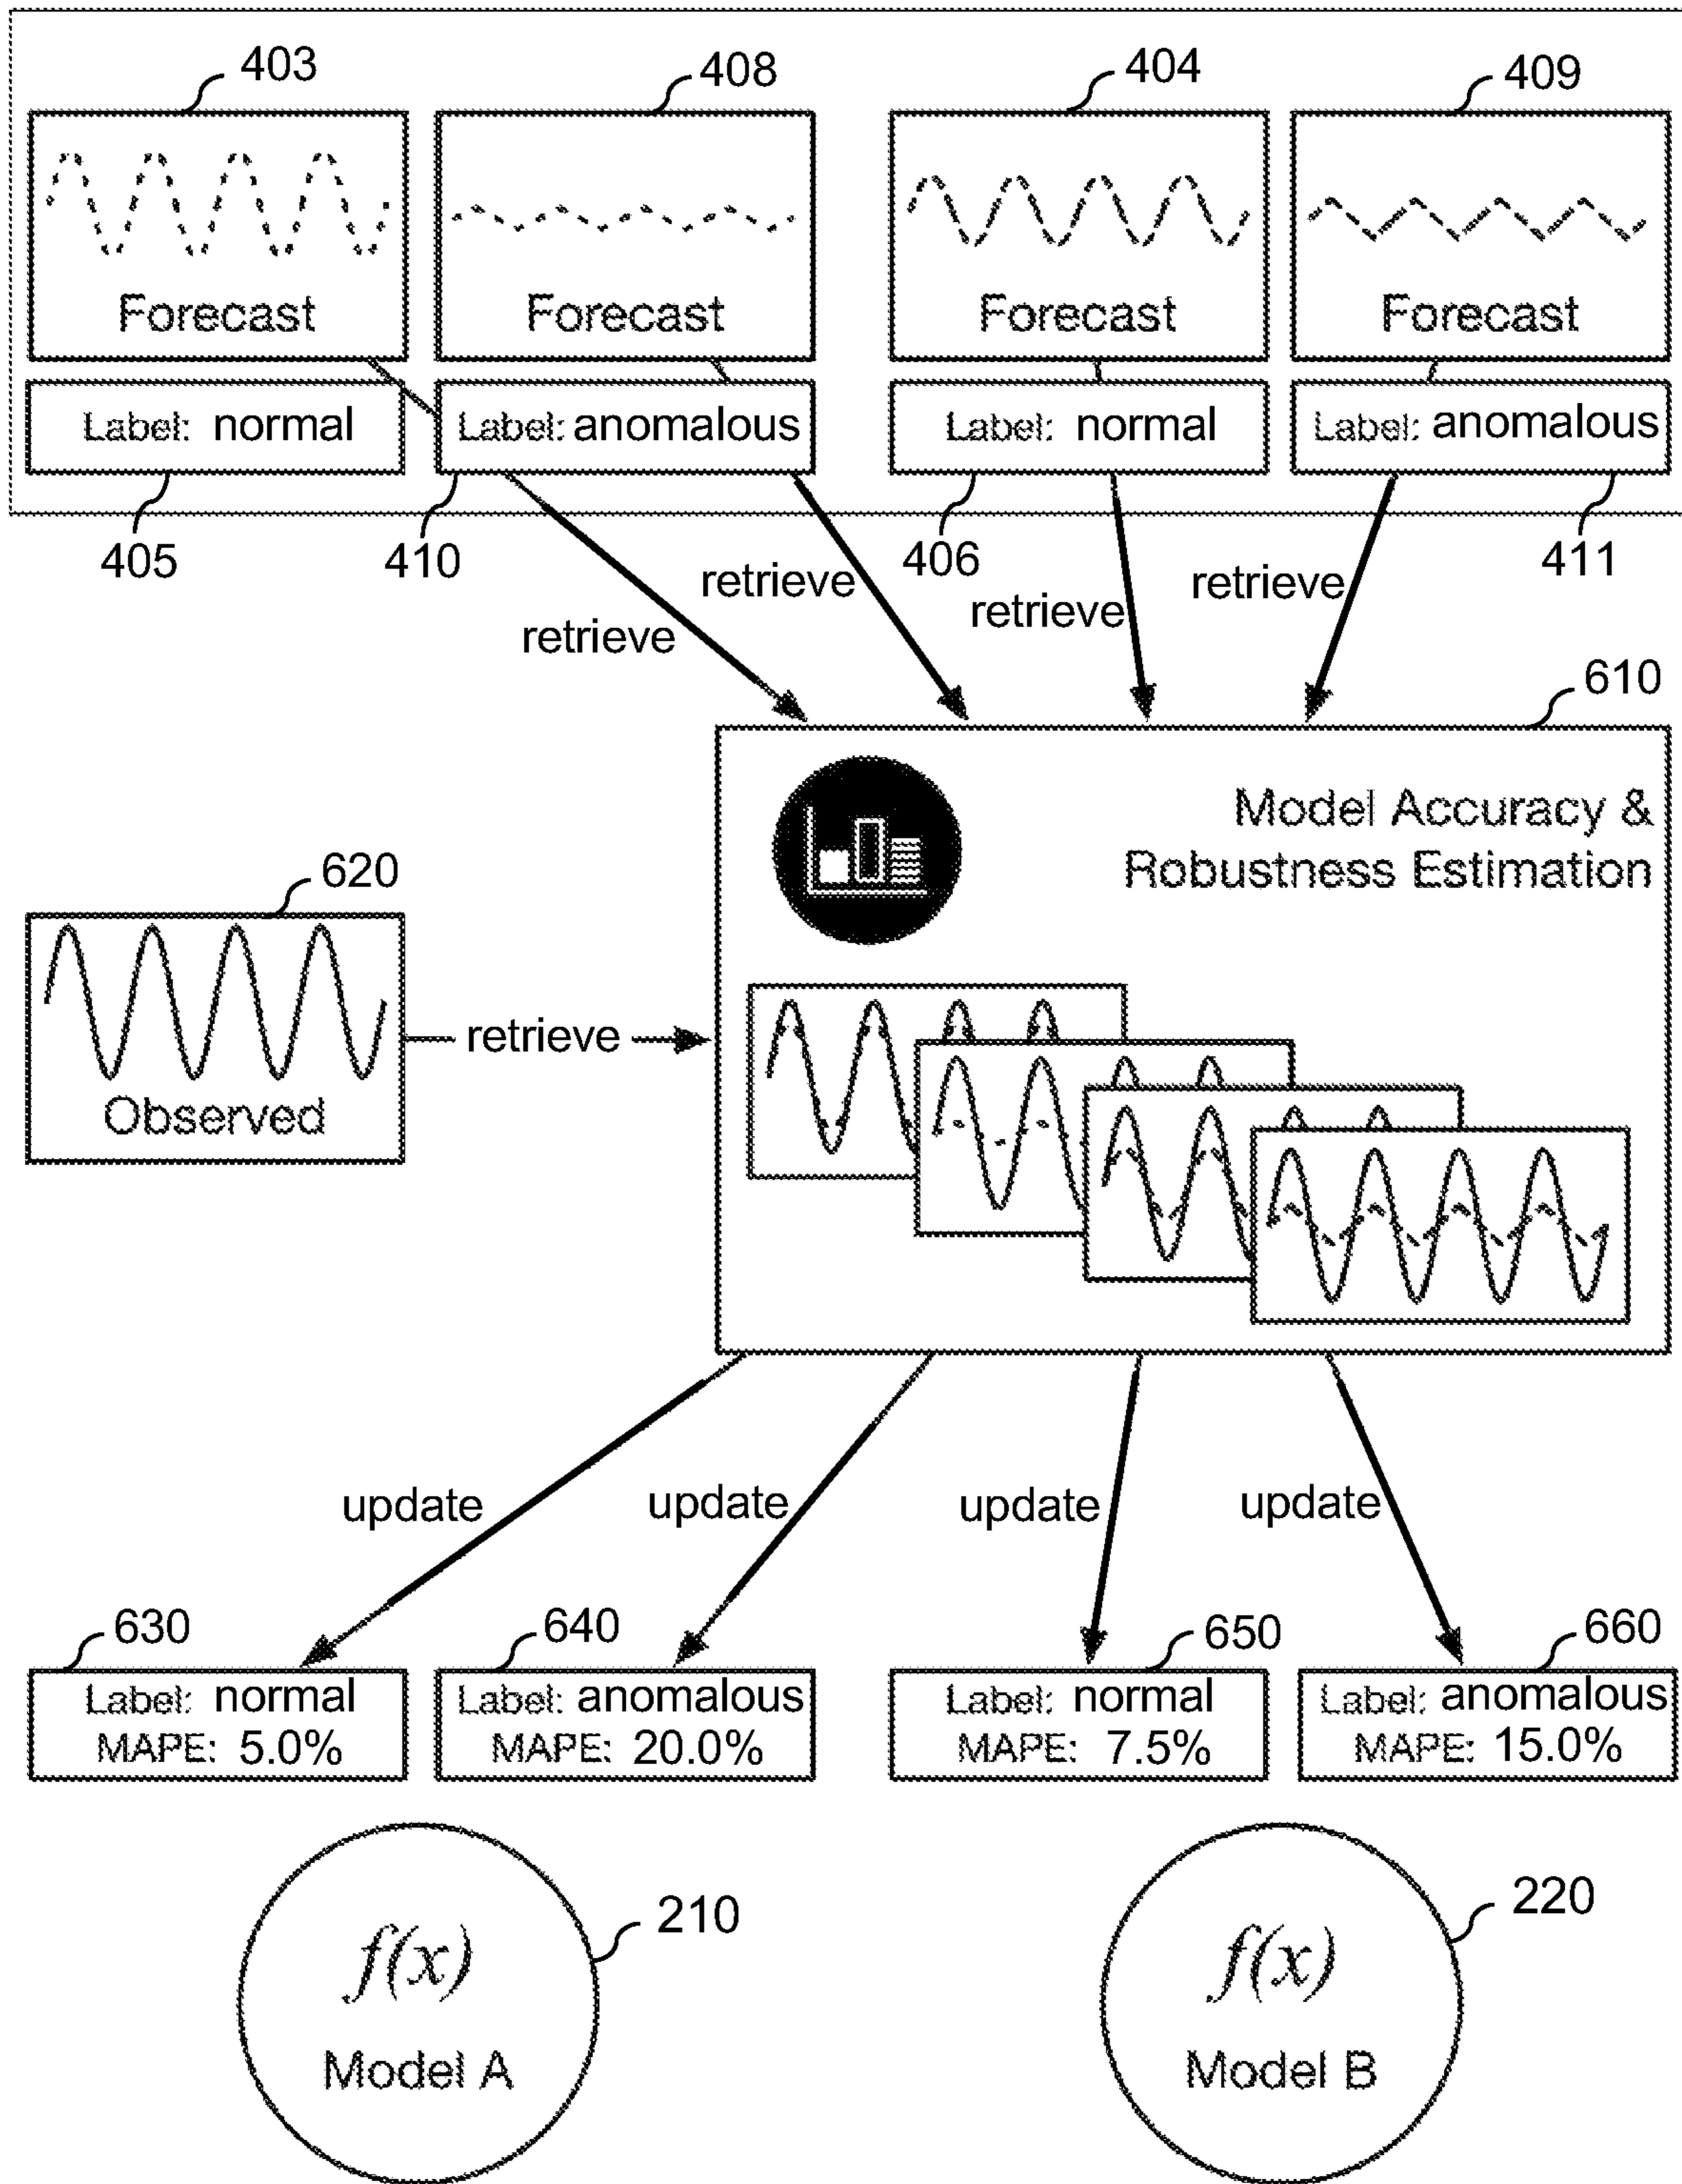 403
408
404
409
Forecast
Forecast
Forecast
Forecast
Label: normal
Label: anomalous
Label: normal
Label: anomalous
405
410
406
411
retrieve
retrieve
retrieve
retrieve
610
Model Accuracy &
Robustness Estimation
620
Observed
retrieve
update
update
update
update
630
640
650
660
Label: normal
MAPE: 5.0%
Label: anomalous
MAPE: 20.0%
Label: normal
MAPE: 7.5%
Label: anomalous
MAPE: 15.0%
210
220
f(x)
Model A
f(x)
Model B